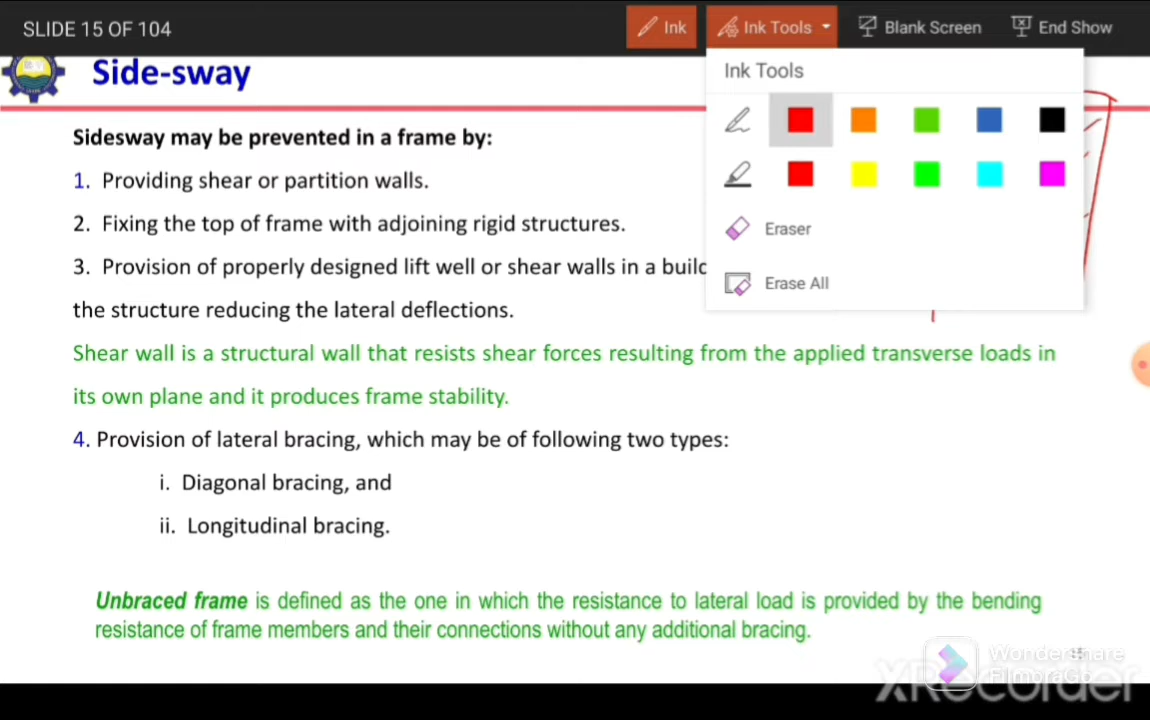 SLIDE 15 OF 104
Ink
Ink Tools
Blank Screen
End Show
Side-sway
Ink Tools
Sidesway may be prevented in a frame by:
1. Providing shear or partition walls.
2. Fixing the top of frame with adjoining rigid structures.
Eraser
3. Provision of properly designed lift well or shear walls in a build
Erase All
the structure reducing the lateral deflections.
Shear wall is a structural wall that resists shear forces resulting from the applied transverse loads in
its own plane and it produces frame stability.
4. Provision of lateral bracing, which may be of following two types:
i. Diagonal bracing, and
ii. Longitudinal bracing.
Unbraced frame is defined as the one in which the resistance to lateral load is provided by the bending
resistance of frame members and their connections without any additional bracing.
Wondershare
FilmoraGo
XRecorder